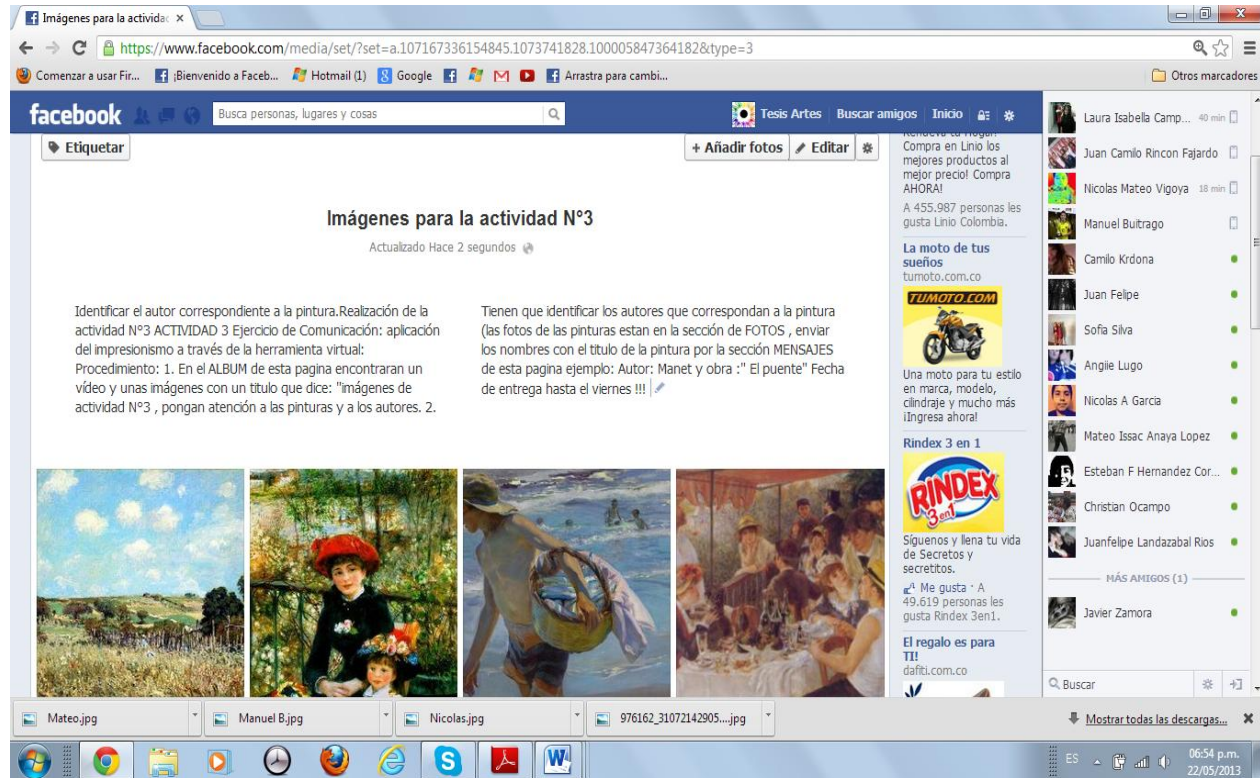 Imágenes para la activida
https://www.facebook.com/media/set/?set=a.107167336154845.1073741828.100005847364182&type=3
Comenzar a usar Fir...
¡Bienvenido a Faceb...
Hotmail (1)
Google
Arrastra para cambi...
Otros marcadores
facebook
Busca personas, lugares y cosas
Tesis Artes
Buscar amigos
Inicio
Etiquetar
+ Añadir fotos
Editar
Imágenes para la actividad N°3
Actualizado Hace 2 segundos
Identificar el autor correspondiente a la pintura.Realización de la
actividad Nº3 ACTIVIDAD 3 Ejercicio de Comunicación: aplicación
del impresionismo a través de la herramienta virtual:
Procedimiento: 1. En el ALBUM de esta pagina encontraran un
vídeo y unas imágenes con un titulo que dice: "imagenes de
actividad Nº3 , pongan atención a las pinturas y a los autores. 2.
Tienen que identificar los autores que correspondan a la pintura
(las fotos de las pinturas estan en la sección de FOTOS , enviar
los nombres con el titulo de la pintura por la sección MENSAJES
de esta pagina ejemplo: Autor: Manet y obra :" El puente" Fecha
de entrega hasta el viernes !!!
Compra en Linio los
mejores productos al
mejor precio! Compra
AHORA!
A 455.987 personas les
gusta Linio Colombia.
La moto de tus
sueños
tumoto.com.co
TUMOTO.COM
Una moto para tu estilo
en marca, modelo,
cilindraje y mucho más
¡Ingresa ahora!
Rindex 3 en 1
RINDEX
3 en 1
Síguenos y llena tu vida
de Secretos y
secretitos.
Me gusta · A
49.619 personas les
gusta Rindex 3en1.
El regalo es para
TI!
dafiti.com.co
Laura Isabella Camp... 40 min
Juan Camilo Rincon Fajardo
Nicolas Mateo Vigoya 18 min
Manuel Buitrago
Camilo Krdona
Juan Felipe
Sofia Silva
Angiie Lugo
Nicolas A Garcia
Mateo Issac Anaya Lopez
Esteban F Hernandez Cor...
Christian Ocampo
Juanfelipe Landazabal Rios
MÁS AMIGOS (1)
Javier Zamora
Buscar
Mateo.jpg
Manuel B.jpg
Nicolas.jpg
976162_31072142905....jpg
Mostrar todas las descargas...
ES
06:54 p.m.
22/05/2013